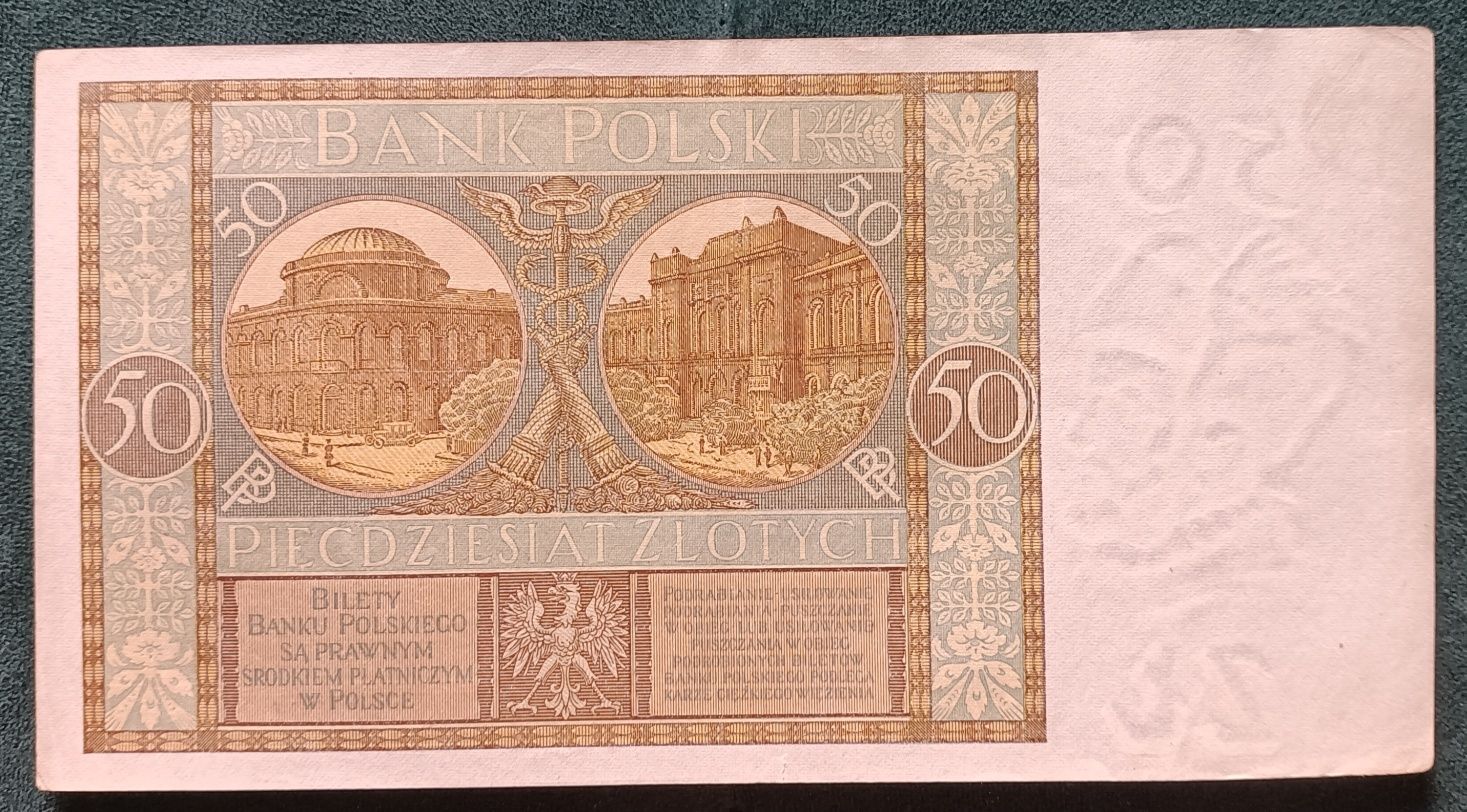 BANK POLSKI
50 50
50 50
PIĘĆDZIESIĄT ZŁOTYCH
BILETY
BANKU POLSKIEGO
SĄ PRAWNYM
ŚRODKIEM PŁATNICZYM
W POLSCE
PODRABIANIE-USIŁOWANIE
PODRABIANIA-PUSZCZANIE
W OBIEG LUB USIŁOWANIE
PUSZCZANIA W OBIEG
PODROBIONYCH BILETÓW
BANKU POLSKIEGO PODLEGA
KARZE CIĘŻKIEGO WIĘZIENIA